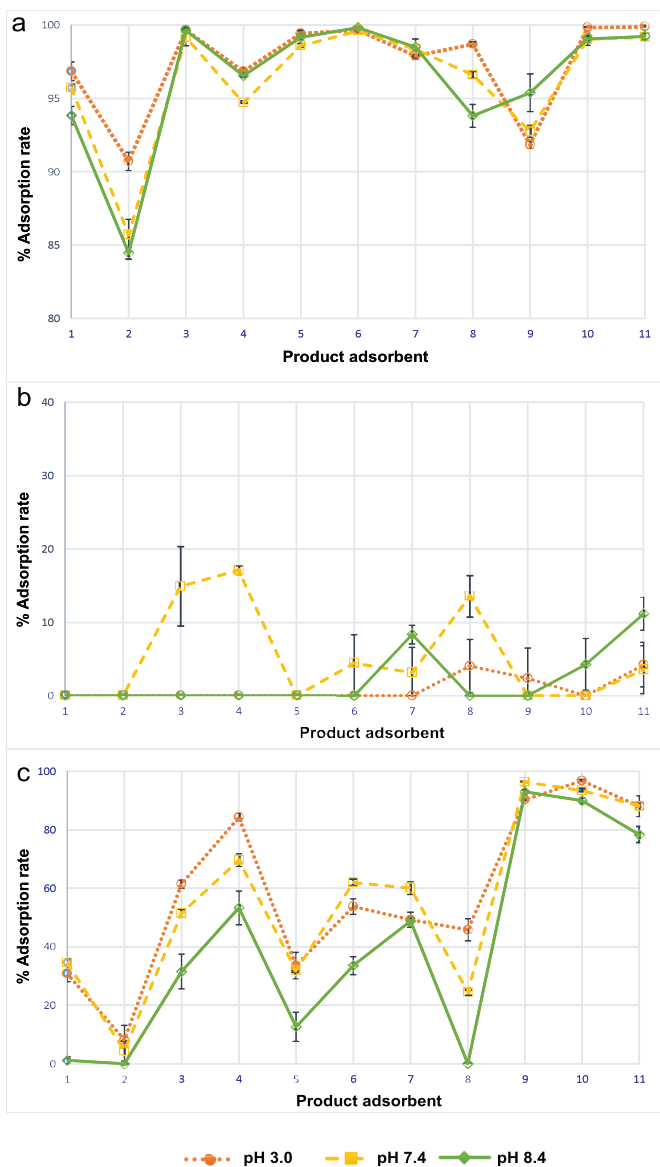 a
100
95
90
85
80
% Adsorption rate
1 2 3 4 5 6 7 8 9 10 11
Product adsorbent
b
40
30
20
10
0
% Adsorption rate
1 2 3 4 5 6 7 8 9 10 11
Product adsorbent
c
100
80
60
40
20
0
% Adsorption rate
1 2 3 4 5 6 7 8 9 10 11
Product adsorbent
pH 3.0 pH 7.4 pH 8.4